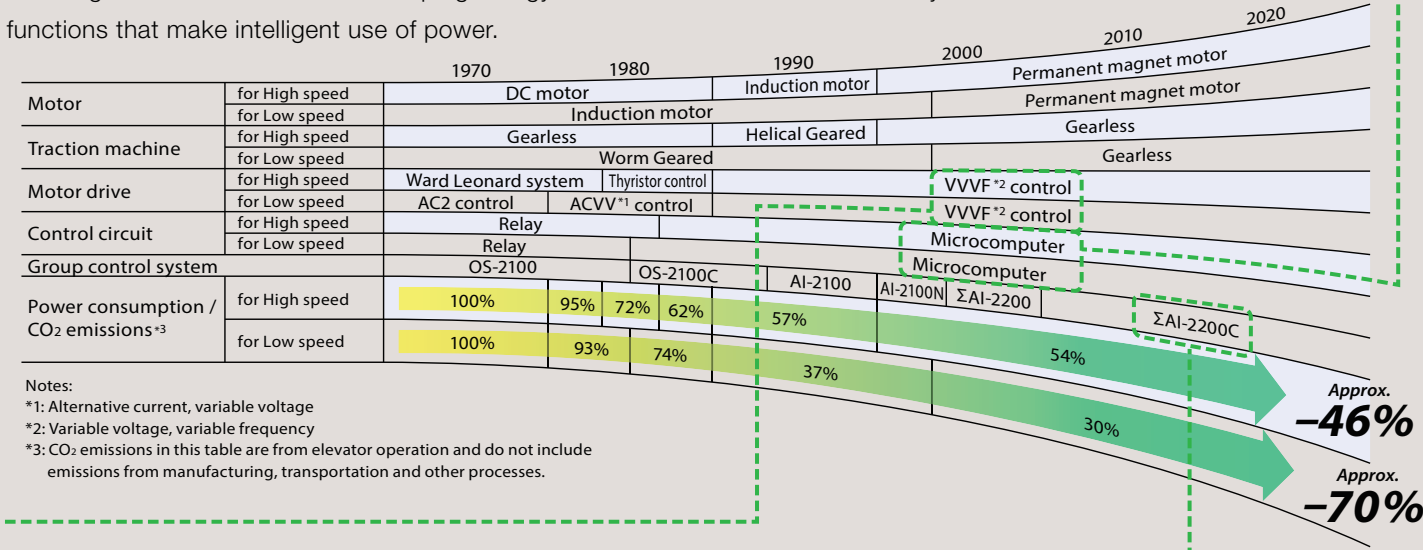 functions that make intelligent use of power.
1970 1980 1990 2000 2010 2020
Motor
for High speed DC motor Induction motor Permanent magnet motor
for Low speed Induction motor Permanent magnet motor
Traction machine
for High speed Gearless Helical Geared Gearless
for Low speed Worm Geared Gearless
Motor drive
for High speed Ward Leonard system Thyristor control VVVF*2 control
for Low speed AC2 control ACVV*1 control VVVF*2 control
Control circuit
for High speed Relay Microcomputer
for Low speed Relay Microcomputer
Group control system OS-2100 OS-2100C AI-2100 AI-2100N ΣAI-2200 ΣAI-2200C
Power consumption /
CO2 emissions*3
for High speed 100% 95% 72% 62% 57% 54%
for Low speed 100% 93% 74% 37% 30%
Approx.
–46%
Approx.
–70%
Notes:
*1: Alternative current, variable voltage
*2: Variable voltage, variable frequency
*3: CO2 emissions in this table are from elevator operation and do not include
emissions from manufacturing, transportation and other processes.